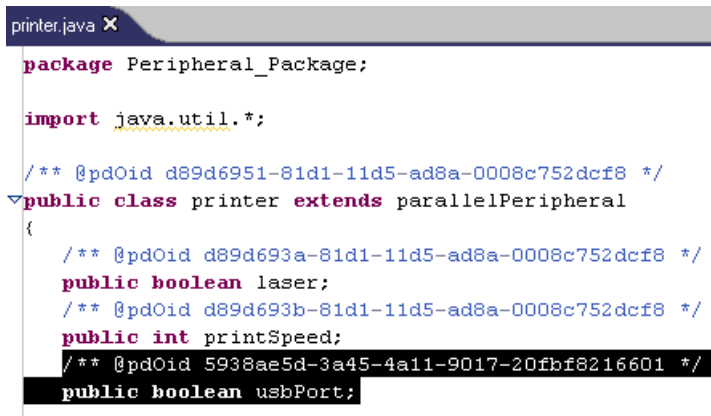 printer.java
package Peripheral_Package;
import java.util.*;
/** @pdOid d89d6951-81d1-11d5-ad8a-0008c752dcf8 */
public class printer extends parallelPeripheral
{
/** @pdOid d89d693a-81d1-11d5-ad8a-0008c752dcf8 */
public boolean laser;
/** @pdOid d89d693b-81d1-11d5-ad8a-0008c752dcf8 */
public int printSpeed;
/** @pdOid 5938ae5d-3a45-4a11-9017-20fbf8216601 */
public boolean usbPort;